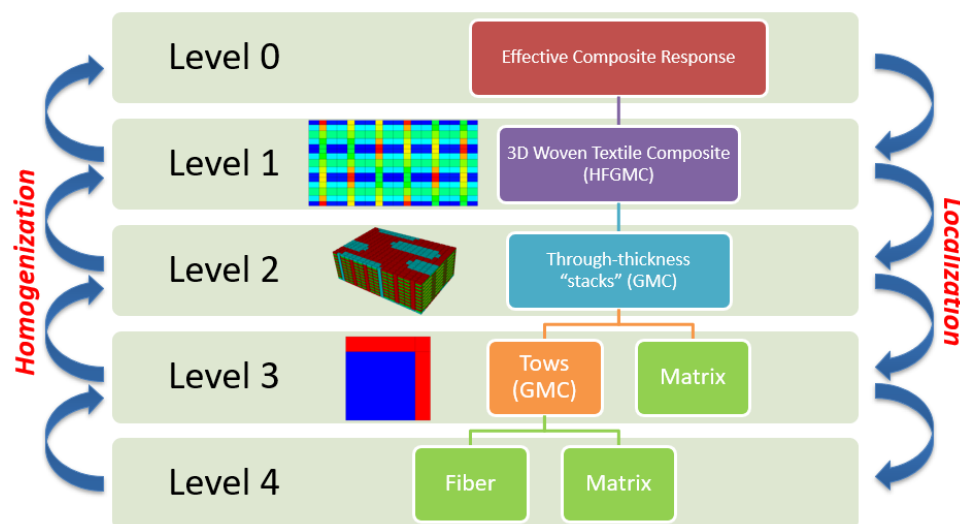 Level 0
Effective Composite Response
Level 1
3D Woven Textile Composite
(HFGMC)
Level 2
Through-thickness
“stacks” (GMC)
Level 3
Tows
(GMC)
Matrix
Level 4
Fiber
Matrix
Homogenization
Localization